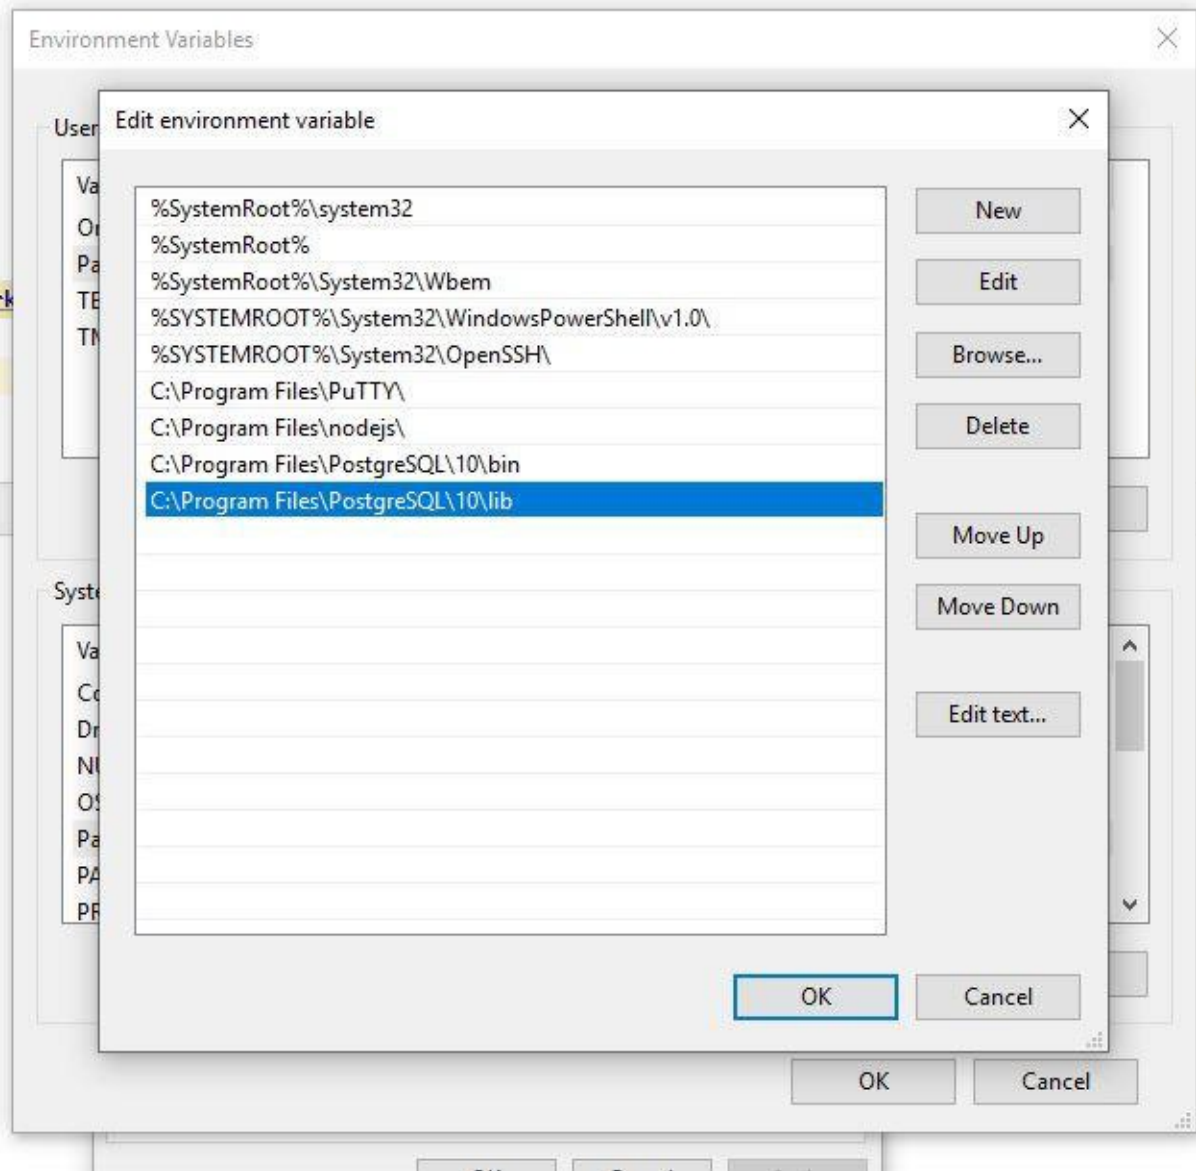 Environment Variables
User
Edit environment variable
%SystemRoot%\system32
%SystemRoot%
%SystemRoot%\System32\Wbem
%SYSTEMROOT%\System32\WindowsPowerShell\v1.0\
%SYSTEMROOT%\System32\OpenSSH\
C:\Program Files\PuTTY\
C:\Program Files\nodejs\
C:\Program Files\PostgreSQL\10\bin
C:\Program Files\PostgreSQL\10\lib
New
Edit
Browse...
Delete
Move Up
Move Down
Edit text...
OK
Cancel
OK
Cancel